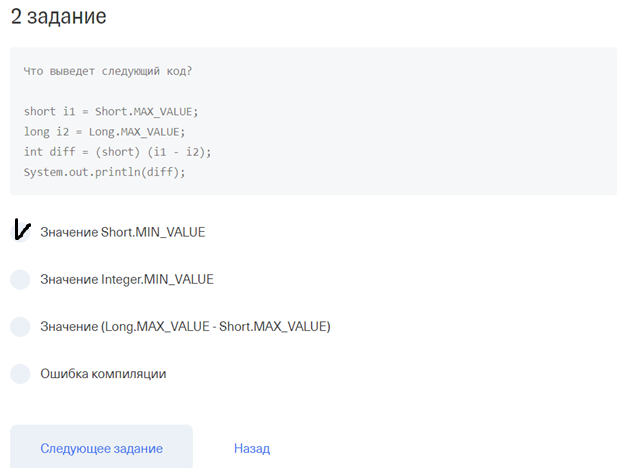 2 задание
Что выведет следующий код?
short i1 = Short.MAX_VALUE;
long i2 = Long.MAX_VALUE;
int diff = (short) (i1 - i2);
System.out.println(diff);
Значение Short.MIN_VALUE
Значение Integer.MIN_VALUE
Значение (Long.MAX_VALUE - Short.MAX_VALUE)
Ошибка компиляции
Следующее задание Назад